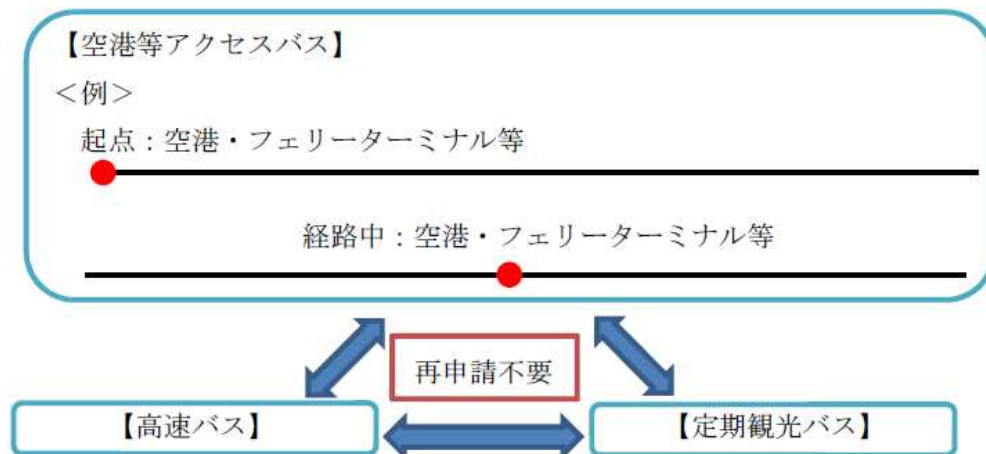 【空港等アクセスバス】
＜例＞
起点：空港・フェリーターミナル等
経路中：空港・フェリーターミナル等
再申請不要
【高速バス】
【定期観光バス】